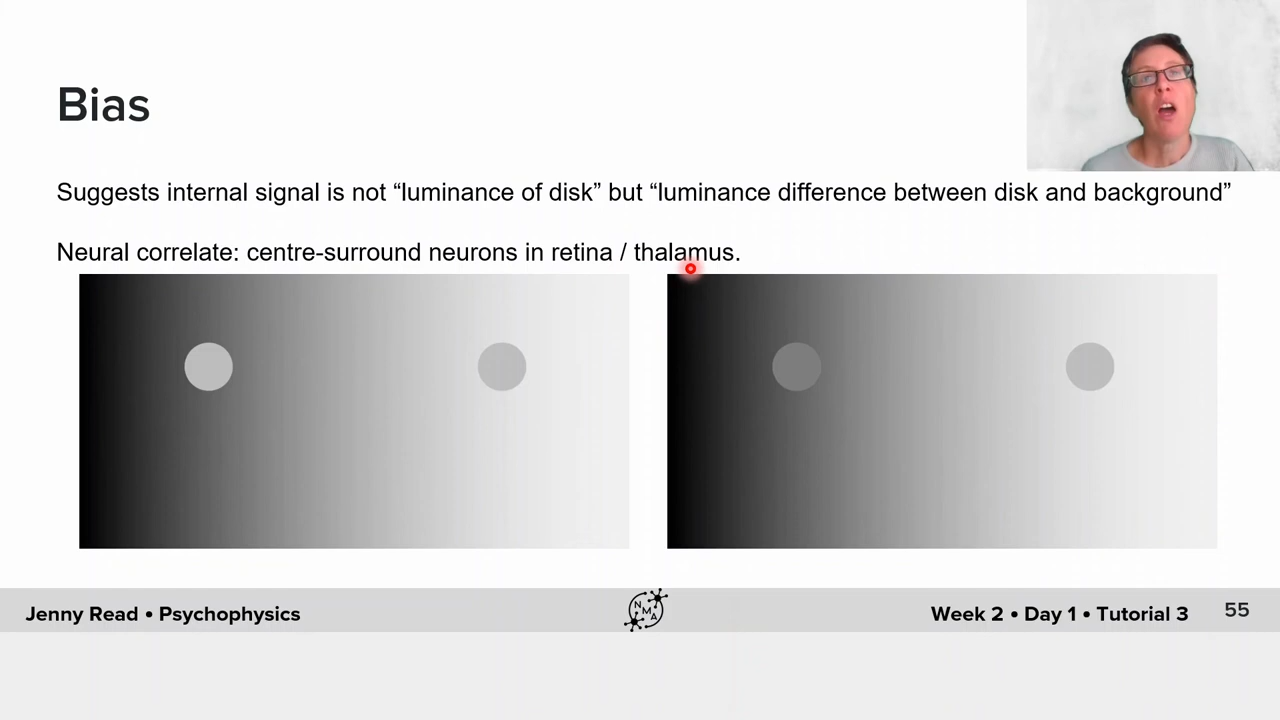 Bias
Suggests internal signal is not “luminance of disk” but “luminance difference between disk and background”
Neural correlate: centre-surround neurons in retina / thalamus.
Jenny Read • Psychophysics
N
M
A
Week 2 • Day 1 • Tutorial 3
55